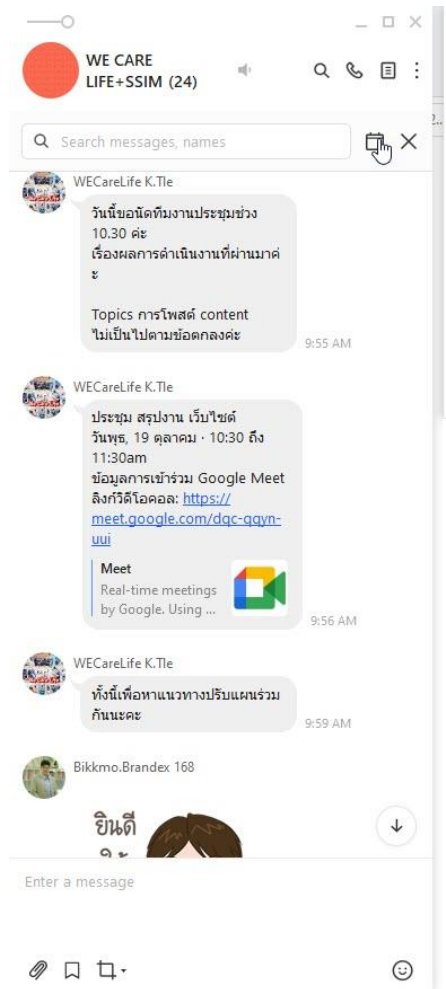 WE CARE
LIFE+SSIM (24)
Search messages, names
WECareLife K.Tle
วันนี้ขอนัดทีมงานประชุมช่วง
10.30 ค่ะ
เรื่องผลการดำเนินงานที่ผ่านมาค่
ะ
Topics การโพสต์ content
ไม่เป็นไปตามข้อตกลงค่ะ
9:55 AM
WECareLife K.Tle
ประชุม สรุปงาน เว็บไซต์
วันพุธ, 19 ตุลาคม · 10:30 ถึง
11:30am
ข้อมูลการเข้าร่วม Google Meet
ลิงก์วิดีโอคอล: https://
meet.google.com/dqc-qqyn-
uui
Meet
Real-time meetings
by Google. Using ...
9:56 AM
WECareLife K.Tle
ทั้งนี้เพื่อหาแนวทางปรับแผนร่วม
กันนะคะ
9:59 AM
Bikkmo.Brandex 168
ยินดี
Enter a message